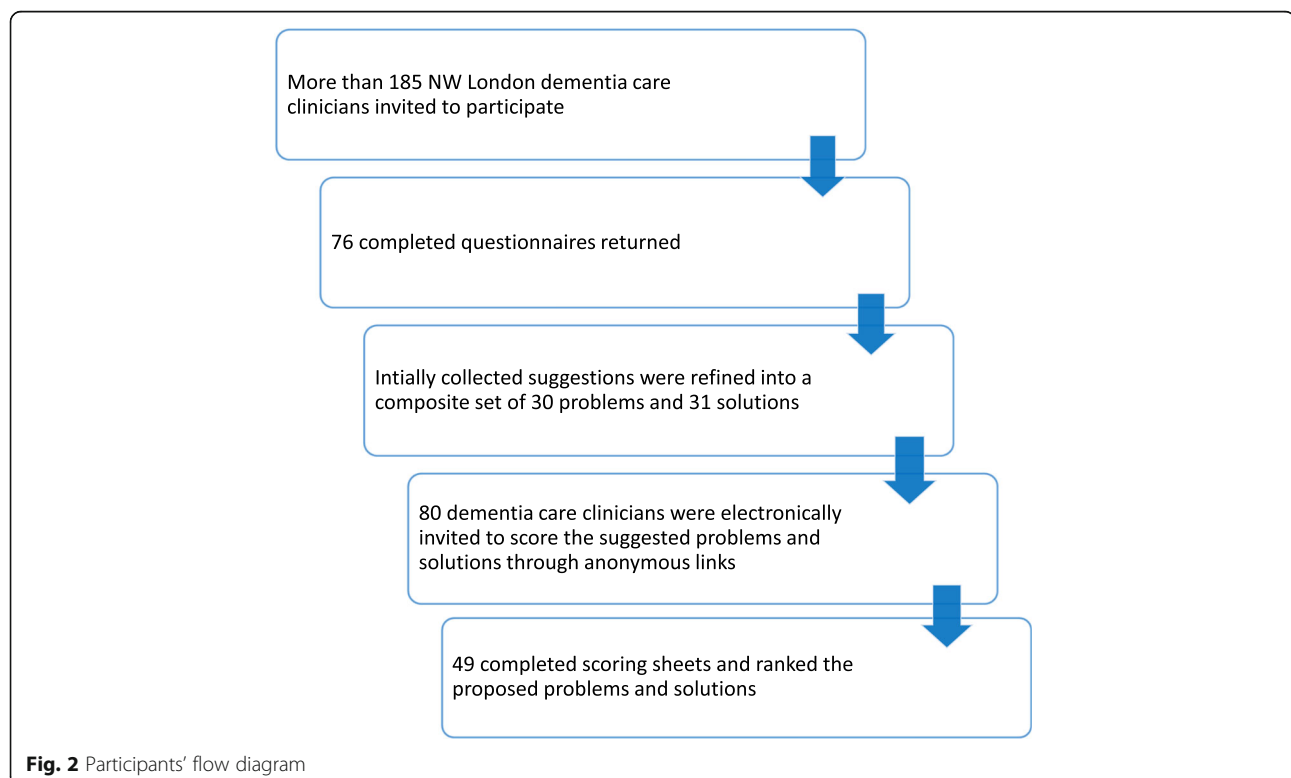 More than 185 NW London dementia care
clinicians invited to participate
76 completed questionnaires returned
Intially collected suggestions were refined into a
composite set of 30 problems and 31 solutions
80 dementia care clinicians were electronically
invited to score the suggested problems and
solutions through anonymous links
49 completed scoring sheets and ranked the
proposed problems and solutions
Fig. 2 Participants’ flow diagram